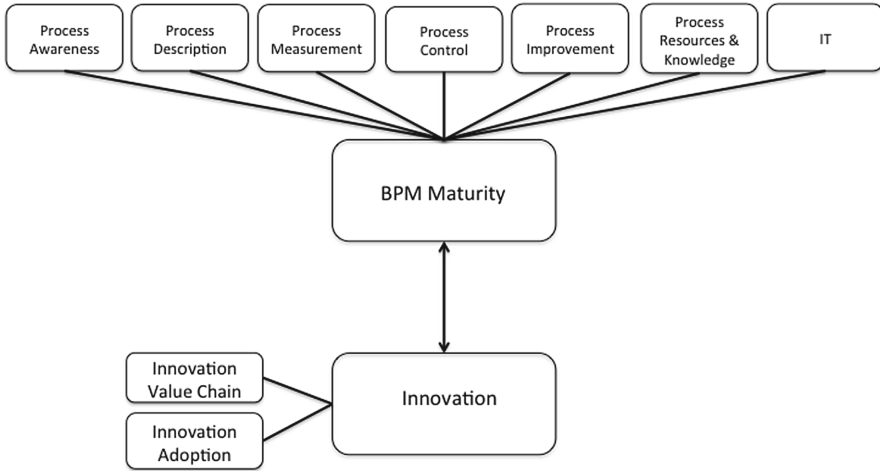 Process
Awareness
Process
Description
Process
Measurement
Process
Control
Process
Improvement
Process
Resources &
Knowledge
IT
BPM Maturity
Innovation
Value Chain
Innovation
Adoption
Innovation